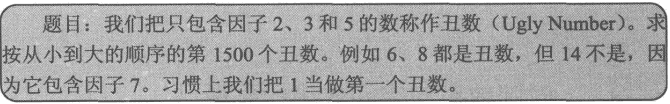 题目：我们把只包含因子 2、3 和 5 的数称作丑数（Ugly Number）。求
按从小到大的顺序的第 1500 个丑数。例如 6、8 都是丑数，但 14 不是，因
为它包含因子 7。习惯上我们把 1 当做第一个丑数。